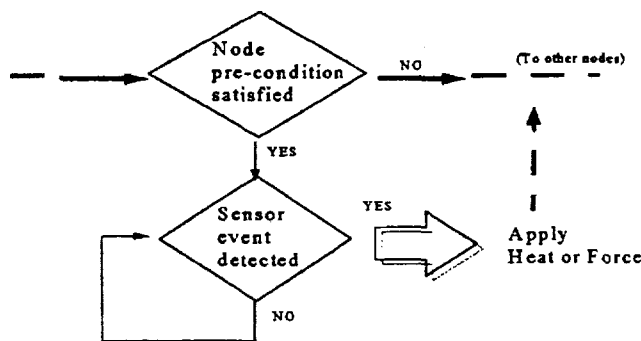 Node
pre-condition
satisfied
NO
(To other nodes)
YES
Sensor
event
detected
YES
Apply
Heat or Force
NO